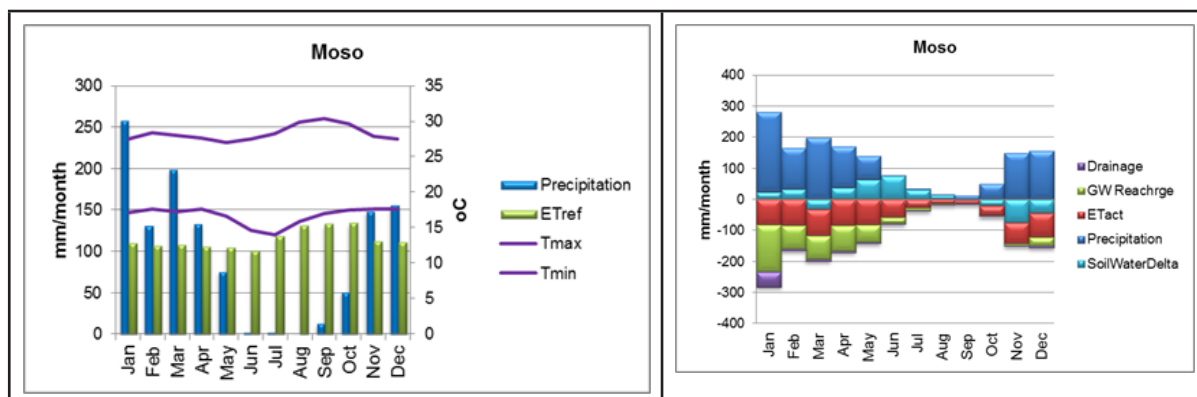 Moso
300
250
200
150
100
50
0
mm/month
35
30
25
20
15
10
5
0
oC
Jan
Feb
Mar
Apr
May
Jun
Jul
Aug
Sep
Oct
Nov
Dec
Precipitation
ETref
Tmax
Tmin
Moso
400
300
200
100
0
-100
-200
-300
-400
mm/month
Jan
Feb
Mar
Apr
May
Jun
Jul
Aug
Sep
Oct
Nov
Dec
Drainage
GW Reachrge
ETact
Precipitation
SoilWaterDelta